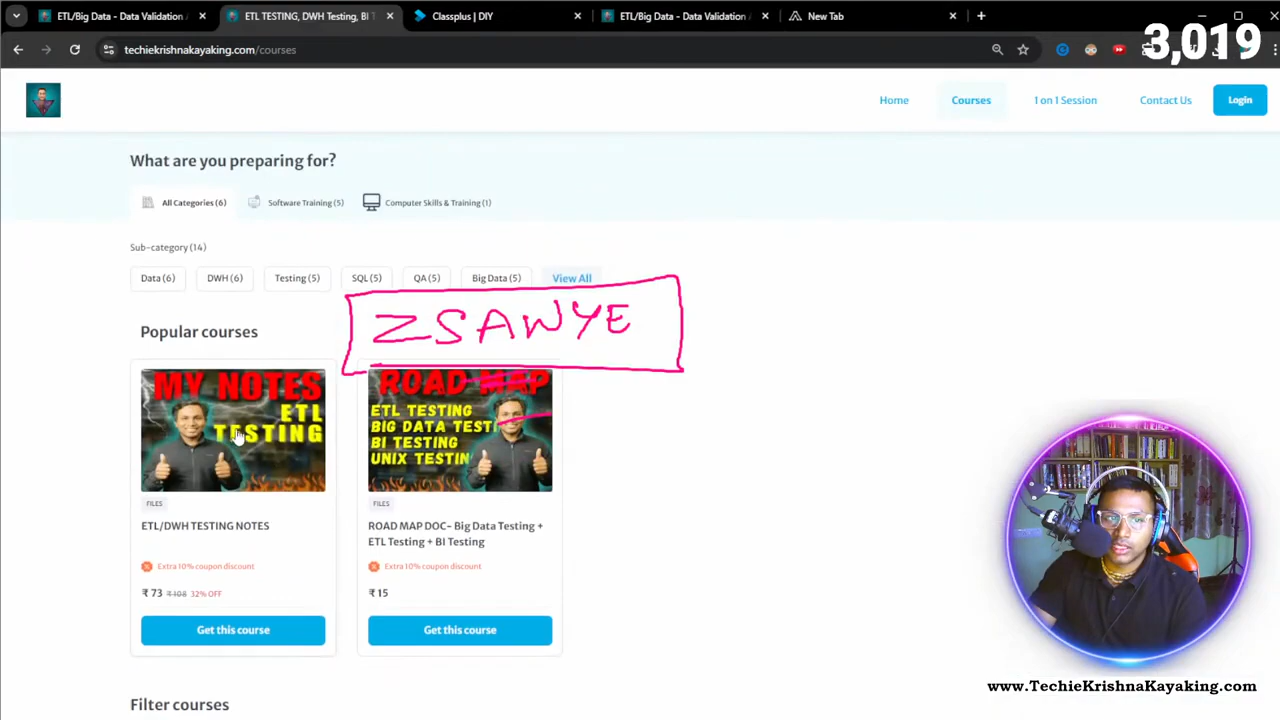 ETL/Big Data - Data Validation
ETL TESTING, DWH Testing, BI T
Classplus | DIY
ETL/Big Data - Data Validation
New Tab
techiekrishnakayaking.com/courses
3,019
Home
Courses
1 on 1 Session
Contact Us
Login
What are you preparing for?
All Categories (6)
Software Training (5)
Computer Skills & Training (1)
Sub-category (14)
Data (6)
DWH (6)
Testing (5)
SQL (5)
QA (5)
Big Data (5)
View All
ZSAWYE
Popular courses
MY NOTES
ETL
TESTING
FILES
ETL/DWH TESTING NOTES
Extra 10% coupon discount
₹ 73 ₹ 108 32% OFF
Get this course
ROAD MAP
ETL TESTING
BIG DATA TESTI
BI TESTING
UNIX TESTIN
FILES
ROAD MAP DOC- Big Data Testing +
ETL Testing + BI Testing
Extra 10% coupon discount
₹ 15
Get this course
Filter courses
www.TechieKrishnaKayaking.com